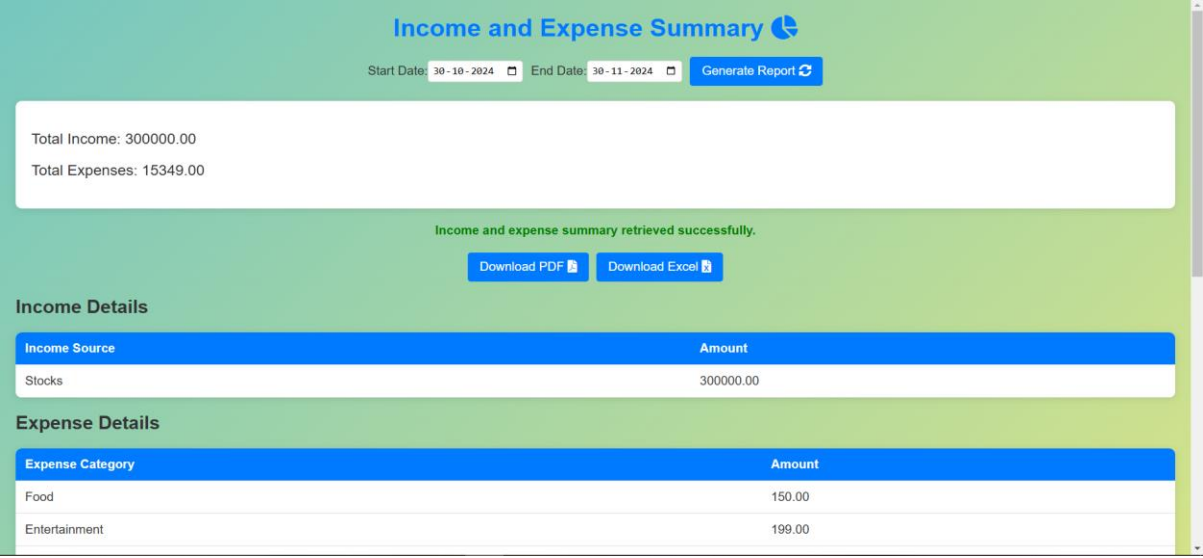 Income and Expense Summary
Start Date: 30-10-2024 End Date: 30-11-2024 Generate Report
Total Income: 300000.00
Total Expenses: 15349.00
Income and expense summary retrieved successfully.
Download PDF Download Excel
Income Details
Income Source Amount
Stocks 300000.00
Expense Details
Expense Category Amount
Food 150.00
Entertainment 199.00